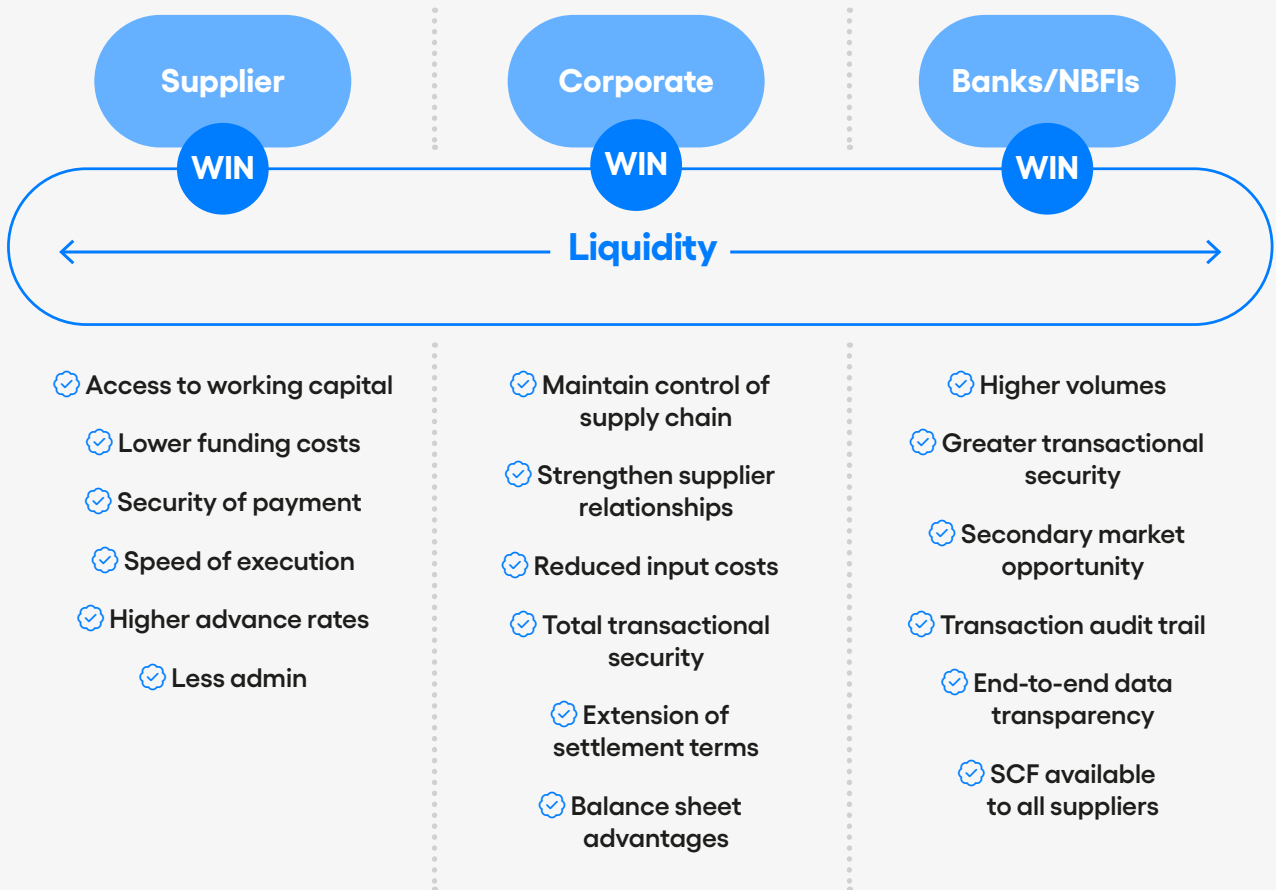 Supplier
Corporate
Banks/NBFIs
WIN
WIN
WIN
Liquidity
Access to working capital
Lower funding costs
Security of payment
Speed of execution
Higher advance rates
Less admin
Maintain control of
supply chain
Strengthen supplier
relationships
Reduced input costs
Total transactional
security
Extension of
settlement terms
Balance sheet
advantages
Higher volumes
Greater transactional
security
Secondary market
opportunity
Transaction audit trail
End-to-end data
transparency
SCF available
to all suppliers